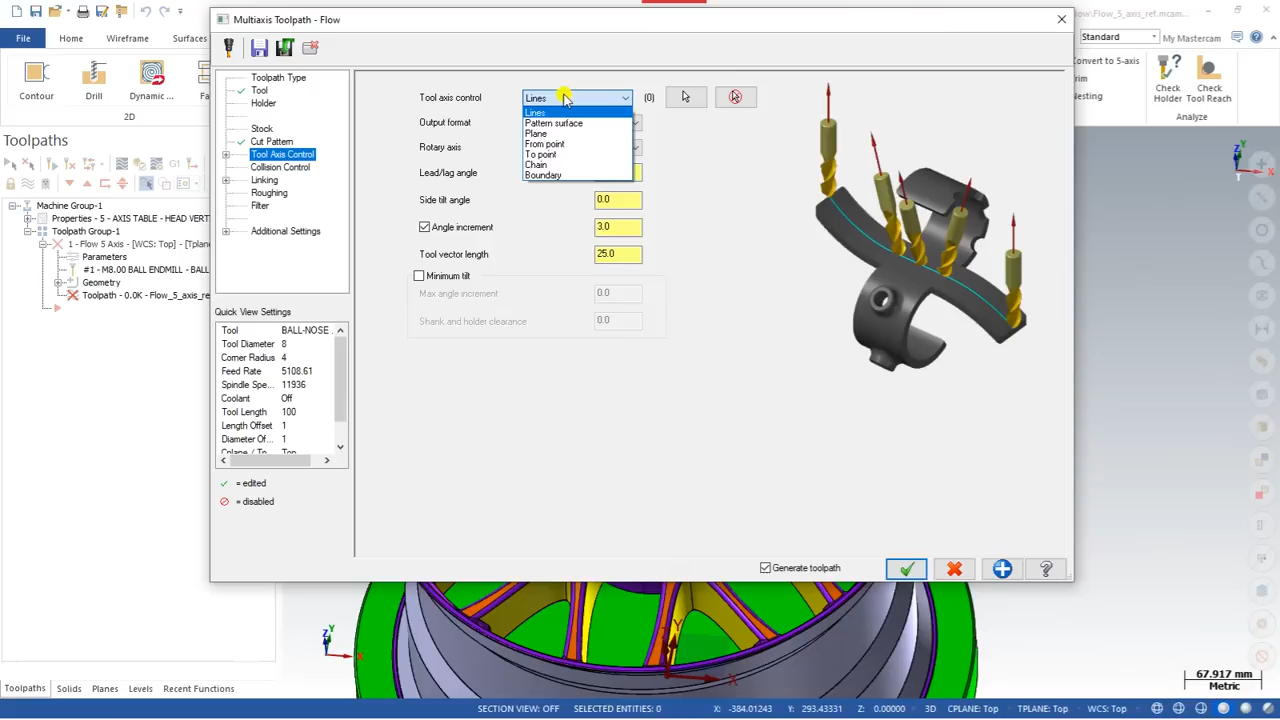 Multiaxis Toolpath - Flow
Flow/Flow_5_axis_ref.mcam...
File
Home
Wireframe
Surfaces
Standard
My Mastercam
Contour
Drill
Dynamic ...
2D
Convert to 5-axis
Trim
Nesting
Check
Holder
Check
Tool Reach
Analyze
Toolpaths
G1
Machine Group-1
Properties - 5 - AXIS TABLE - HEAD VERT
Toolpath Group-1
1 - Flow 5 Axis - [WCS: Top] - [Tplane
Parameters
#1 - M8.00 BALL ENDMILL - BALL
Geometry
Toolpath - 0.0K - Flow_5_axis_re
Toolpath Type
Tool
Holder
Stock
Cut Pattern
Tool Axis Control
Collision Control
Linking
Roughing
Filter
Additional Settings
Quick View Settings
Tool BALL-NOSE ...
Tool Diameter 8
Corner Radius 4
Feed Rate 5108.61
Spindle Spe... 11936
Coolant Off
Tool Length 100
Length Offset 1
Diameter Of... 1
Cplane / Tp... Top
= edited
= disabled
Tool axis control Lines (0)
Lines
Pattern surface
Plane
From point
To point
Chain
Boundary
Output format
Rotary axis
Lead/lag angle
Side tilt angle 0.0
Angle increment 3.0
Tool vector length 25.0
Minimum tilt
Max angle increment 0.0
Shank and holder clearance 0.0
Generate toolpath
Z
Y
X
Z
Y
X
Y
X
67.917 mm
Metric
Toolpaths
Solids
Planes
Levels
Recent Functions
SECTION VIEW: OFF
SELECTED ENTITIES: 0
X: -384.01243
Y: 293.43331
Z: 0.00000
3D
CPLANE: Top
TPLANE: Top
WCS: Top